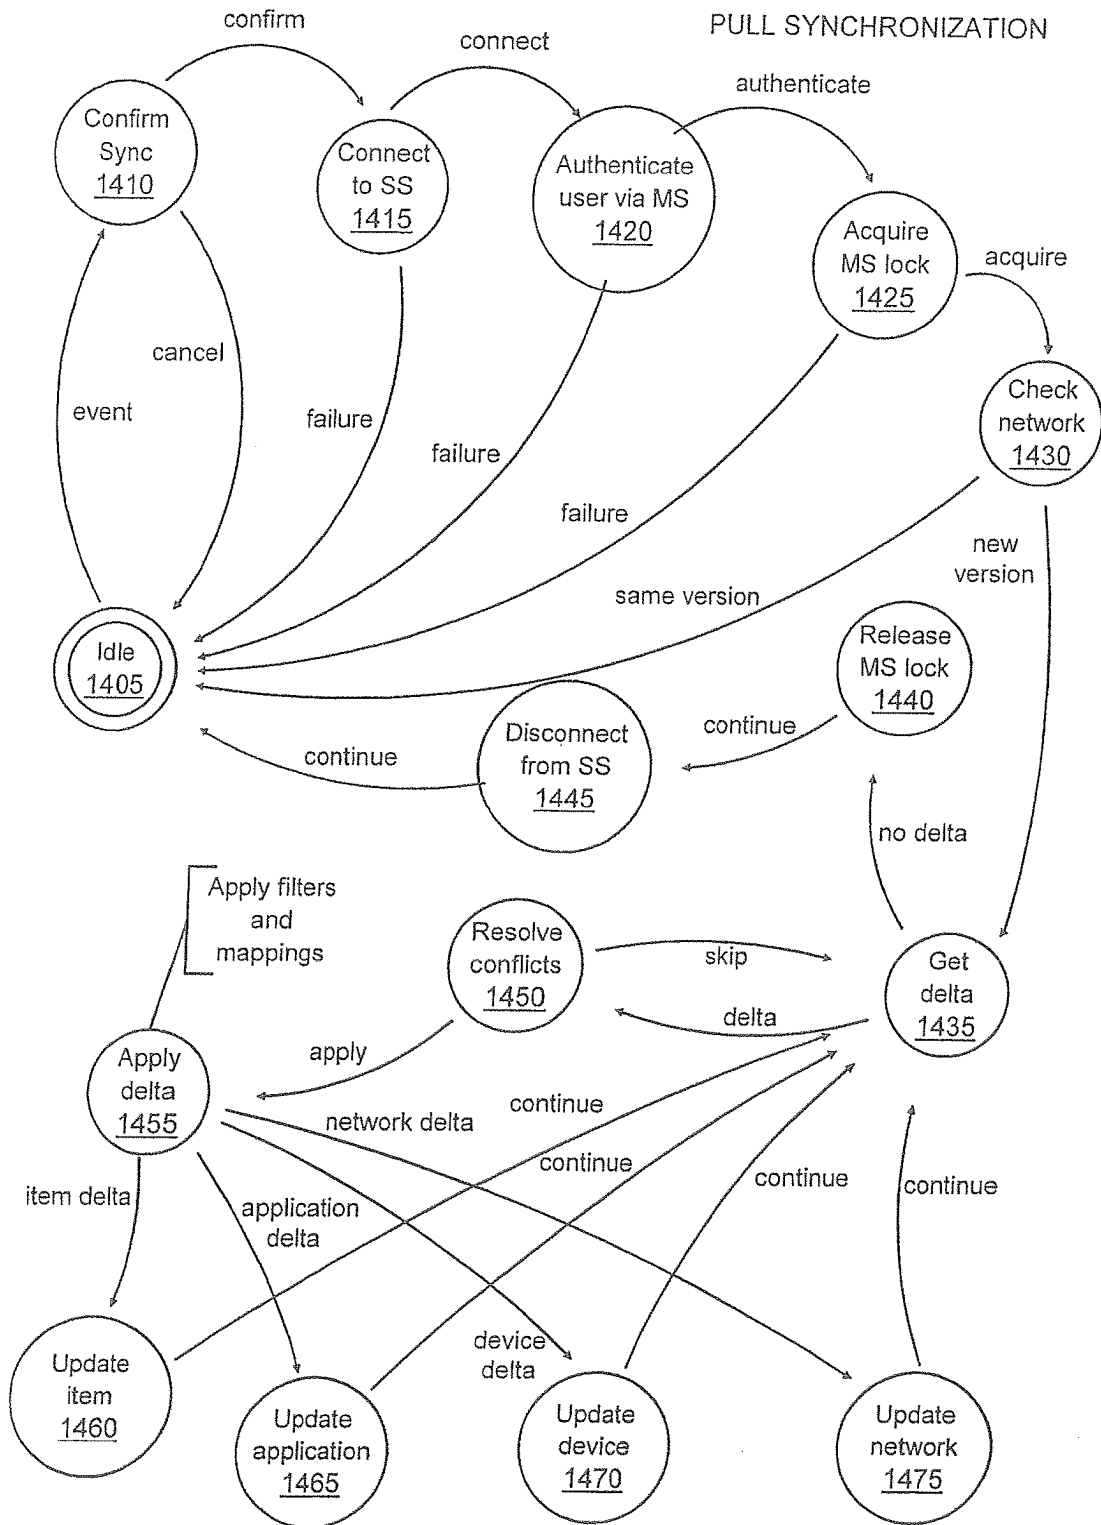 PULL SYNCHRONIZATION
confirm
connect
authenticate
Confirm
Sync
1410
Connect
to SS
1415
Authenticate
user via MS
1420
Acquire
MS lock
1425
acquire
cancel
event
failure
failure
failure
Check
network
1430
same version
new
version
Idle
1405
Release
MS lock
1440
continue
Disconnect
from SS
1445
continue
no delta
Apply filters
and
mappings
Resolve
conflicts
1450
skip
delta
Get
delta
1435
apply
Apply
delta
1455
network delta
continue
continue
continue
continue
item delta
application
delta
device
delta
Update
item
1460
Update
application
1465
Update
device
1470
Update
network
1475